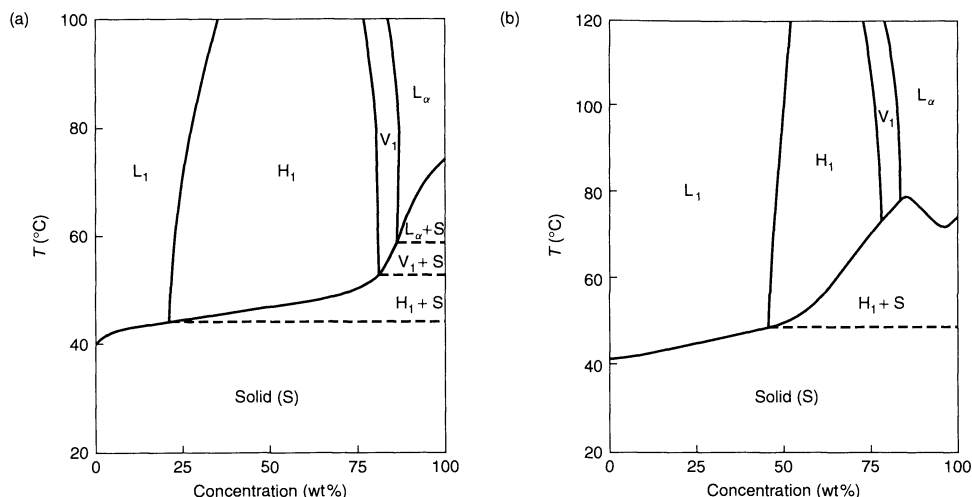 (a)
100
80
60
40
20
T (°C)
L₁
H₁
V₁
Lα
Lα+S
V₁ + S
H₁ + S
Solid (S)
0 25 50 75 100
Concentration (wt%)
(b)
120
100
80
60
40
20
T (°C)
L₁
H₁
V₁
Lα
H₁ + S
Solid (S)
0 25 50 75 100
Concentration (wt%)